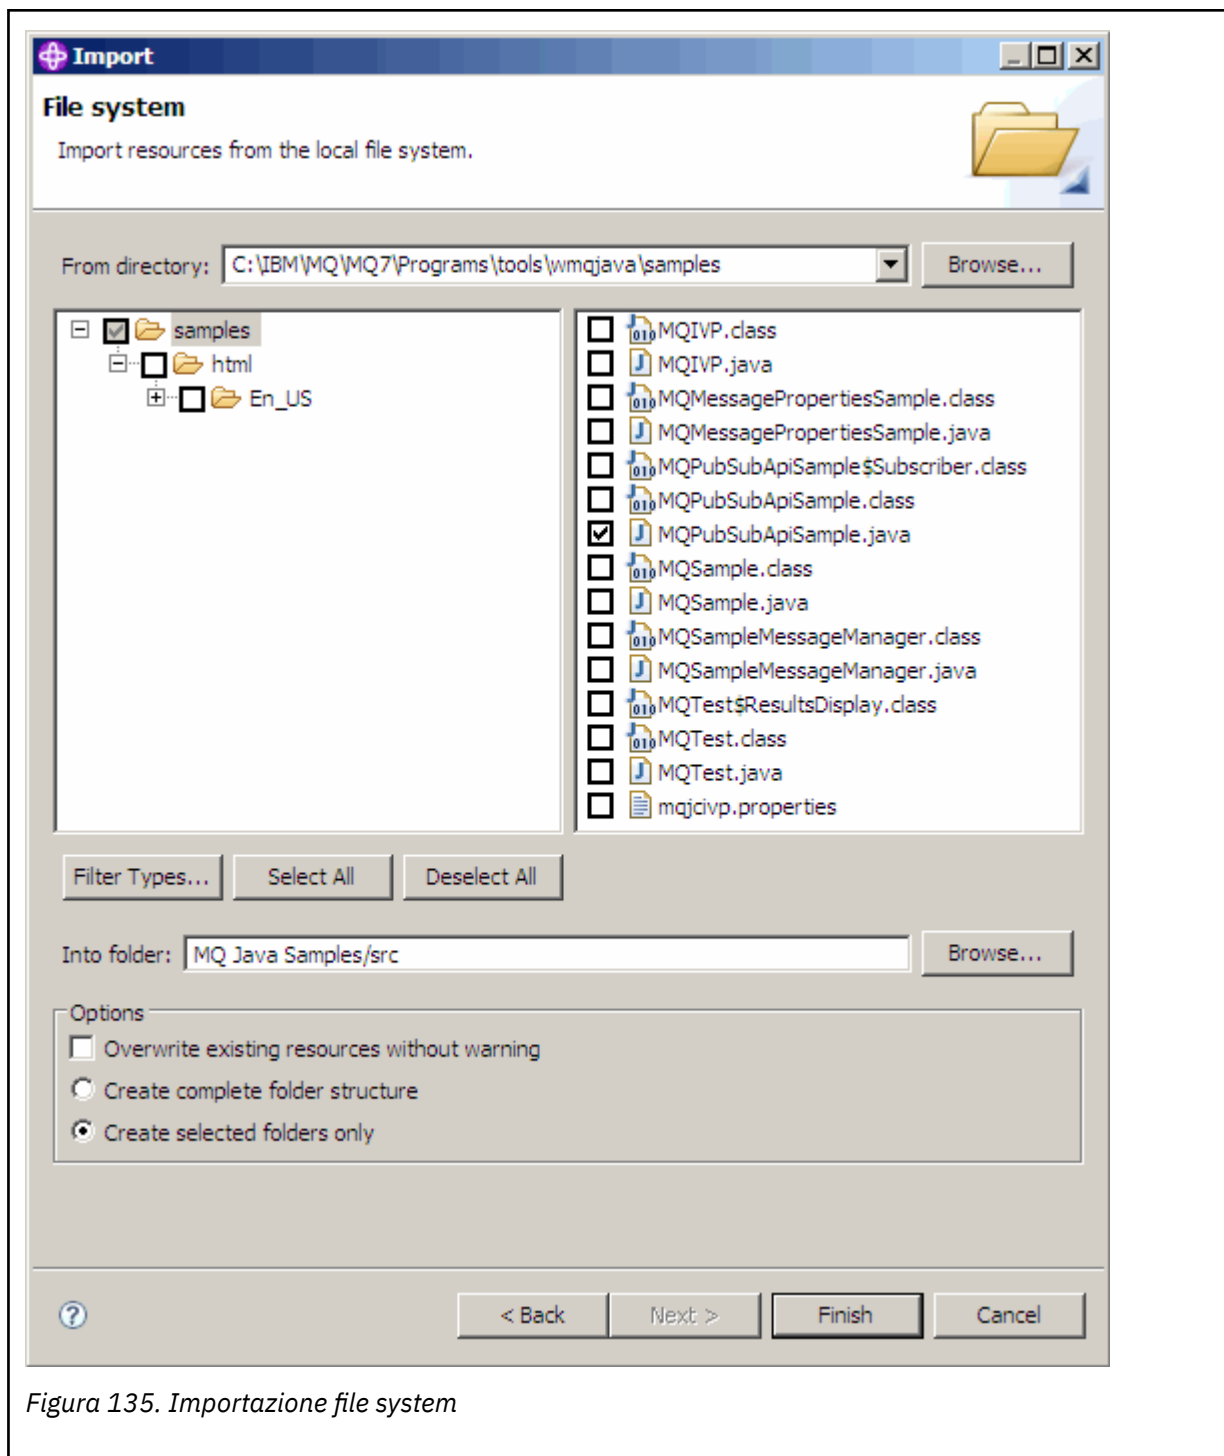 Import
File system
Import resources from the local file system.
From directory: C:\IBM\MQ\MQ7\Programs\tools\wmqjava\samples Browse...
samples
html
En_US
MQIVP.class
MQIVP.java
MQMessagePropertiesSample.class
MQMessagePropertiesSample.java
MQPubSubApiSample$Subscriber.class
MQPubSubApiSample.class
MQPubSubApiSample.java
MQSample.class
MQSample.java
MQSampleMessageManager.class
MQSampleMessageManager.java
MQTest$ResultsDisplay.class
MQTest.class
MQTest.java
mqjcivp.properties
Filter Types... Select All Deselect All
Into folder: MQ Java Samples/src Browse...
Options
Overwrite existing resources without warning
Create complete folder structure
Create selected folders only
< Back Next > Finish Cancel
Figura 135. Importazione file system